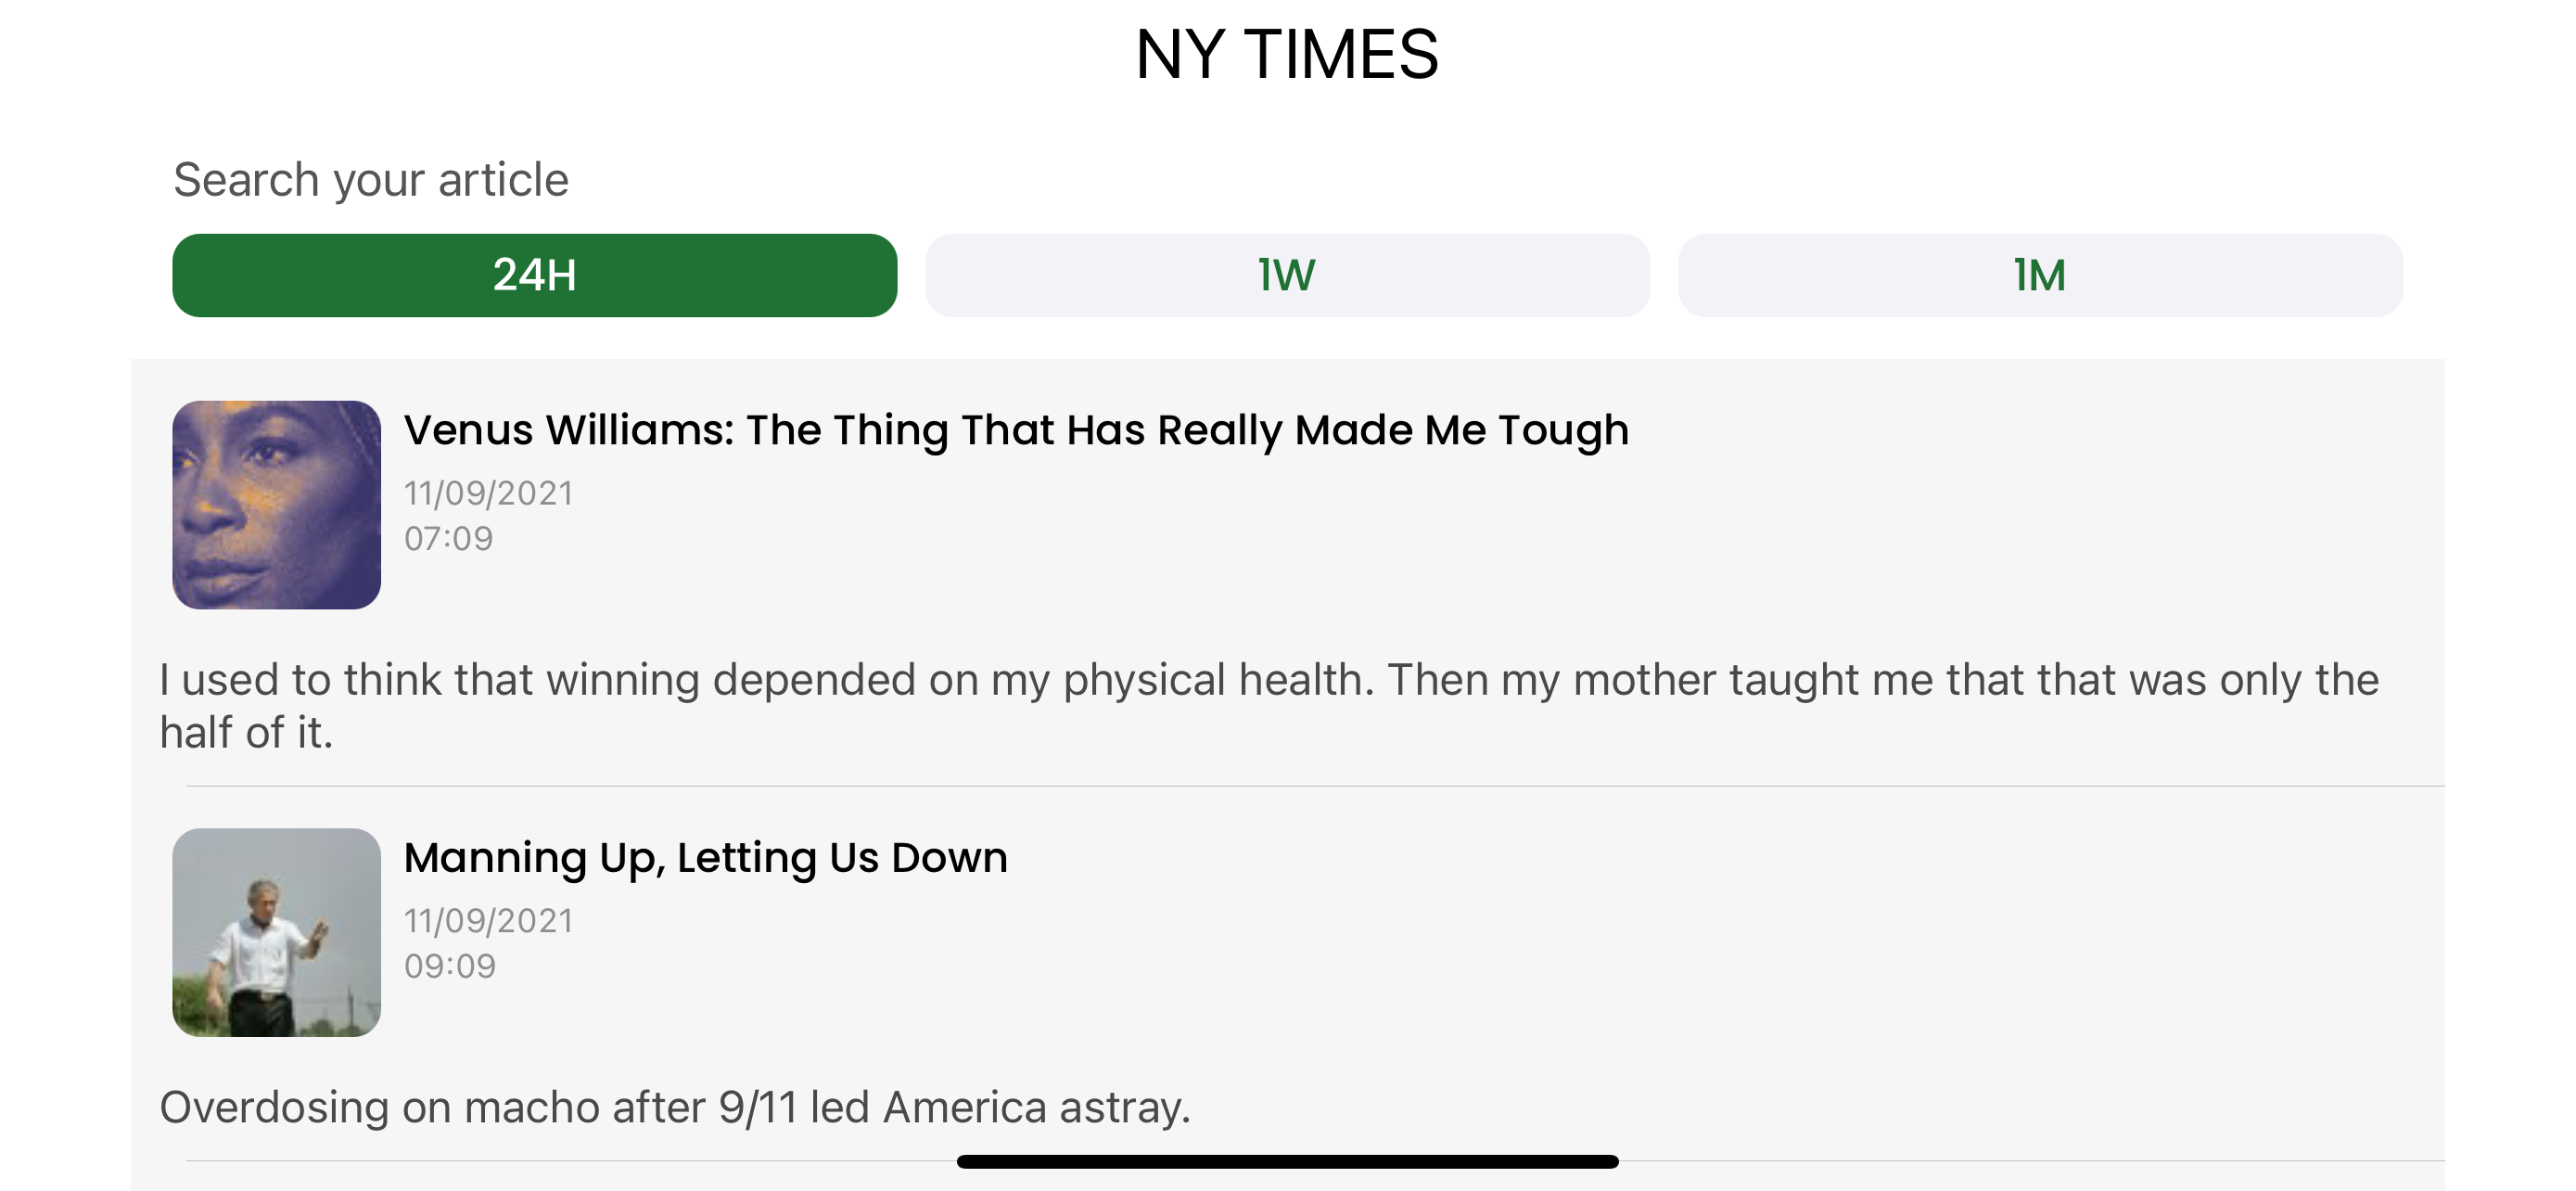 NY TIMES
Search your article
24H
1W
1M
Venus Williams: The Thing That Has Really Made Me Tough
11/09/2021
07:09
I used to think that winning depended on my physical health. Then my mother taught me that that was only the
half of it.
Manning Up, Letting Us Down
11/09/2021
09:09
Overdosing on macho after 9/11 led America astray.